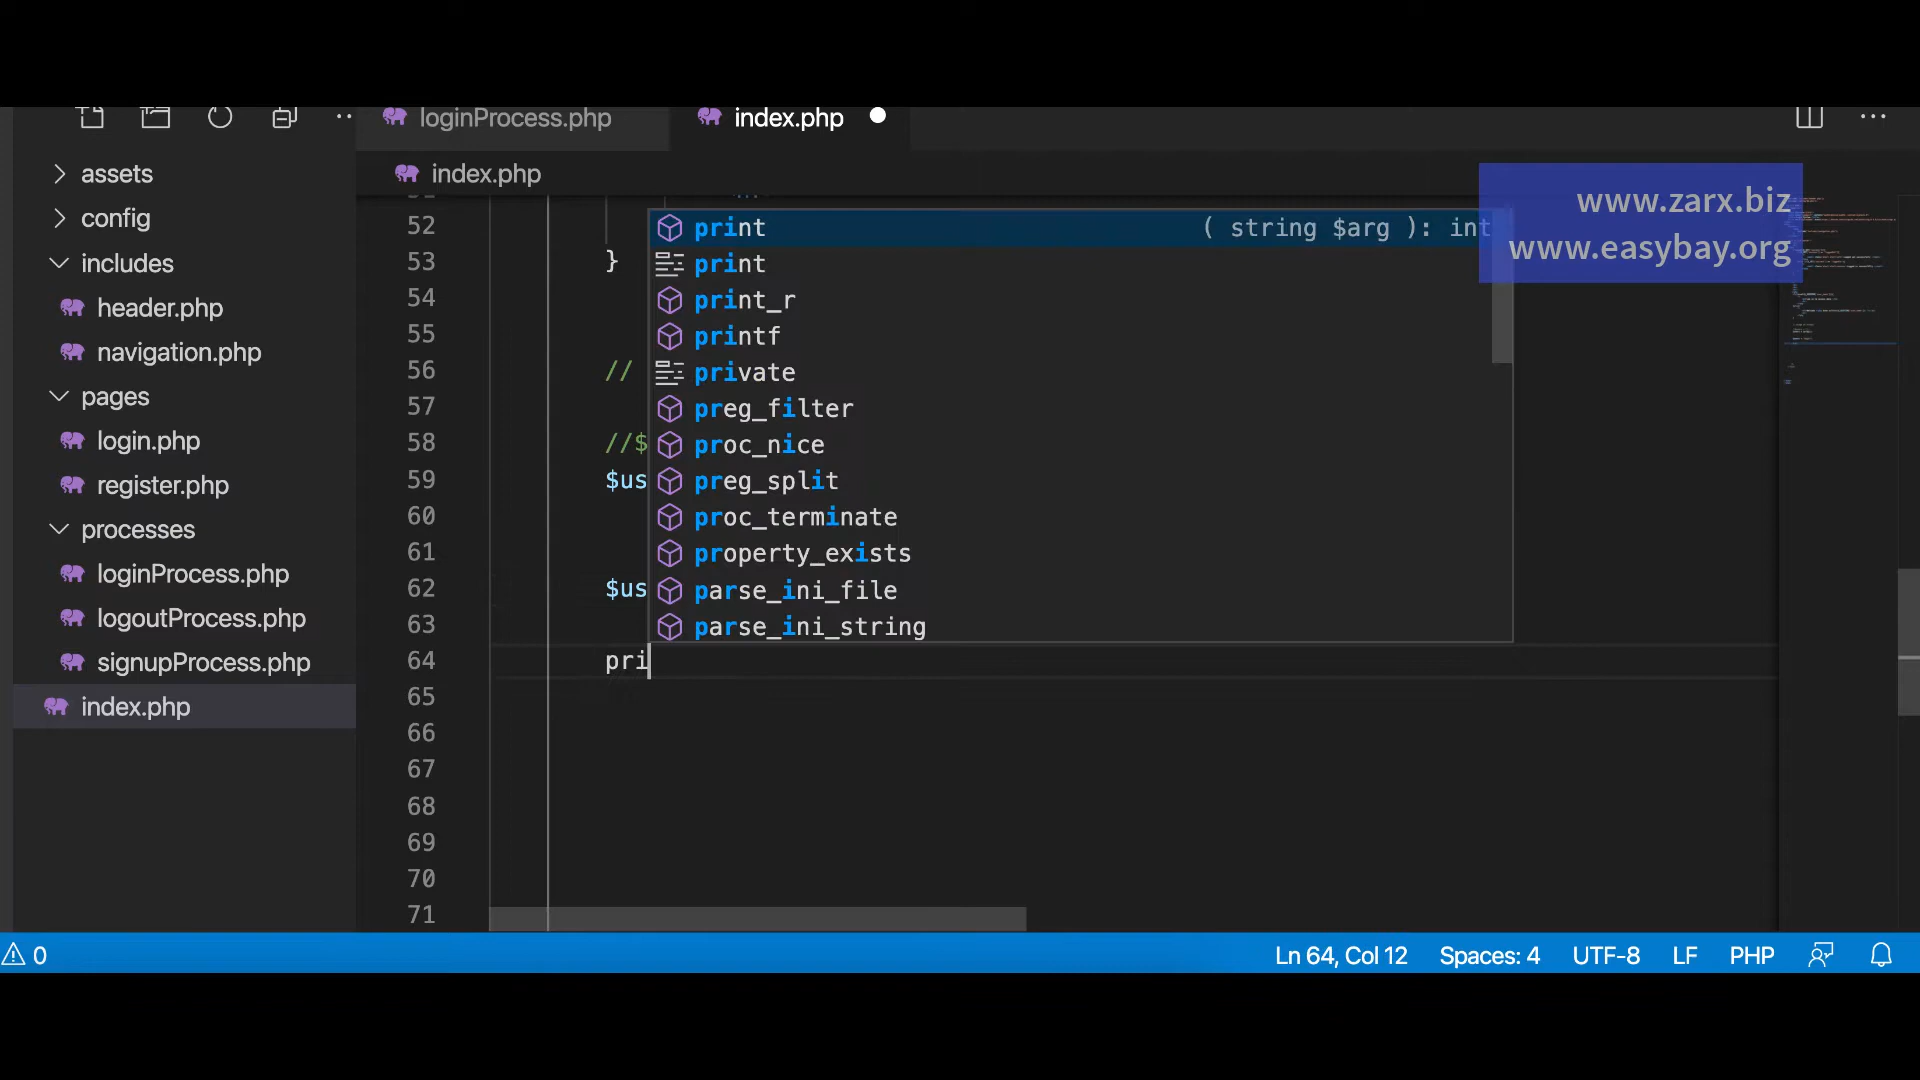 loginProcess.php
index.php
index.php
www.zarx.biz
www.easybay.org
assets
config
includes
header.php
navigation.php
pages
login.php
register.php
processes
loginProcess.php
logoutProcess.php
signupProcess.php
index.php
52
53 }
54
55
56 //
57
58 //$
59 $us
60
61
62 $us
63
64 pri
65
66
67
68
69
70
71
print ( string $arg ): int
print
print_r
printf
private
preg_filter
proc_nice
preg_split
proc_terminate
property_exists
parse_ini_file
parse_ini_string
0
Ln 64, Col 12
Spaces: 4
UTF-8
LF
PHP